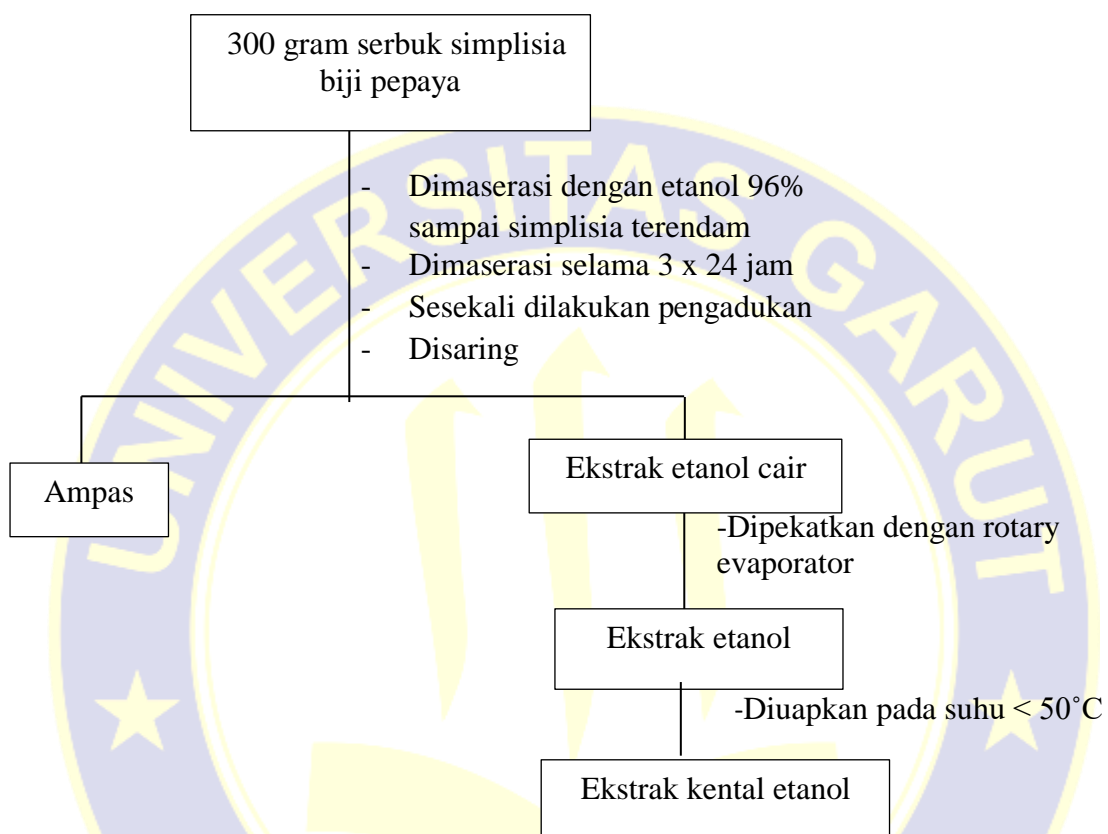 300 gram serbuk simplisia
biji pepaya
UNIVERSITAS GARUT
- Dimaserasi dengan etanol 96%
sampai simplisia terendam
- Dimaserasi selama 3 x 24 jam
- Sesekali dilakukan pengadukan
- Disaring
Ampas
Ekstrak etanol cair
-Dipekatkan dengan rotary
evaporator
Ekstrak etanol
-Diuapkan pada suhu < 50˚C
Ekstrak kental etanol